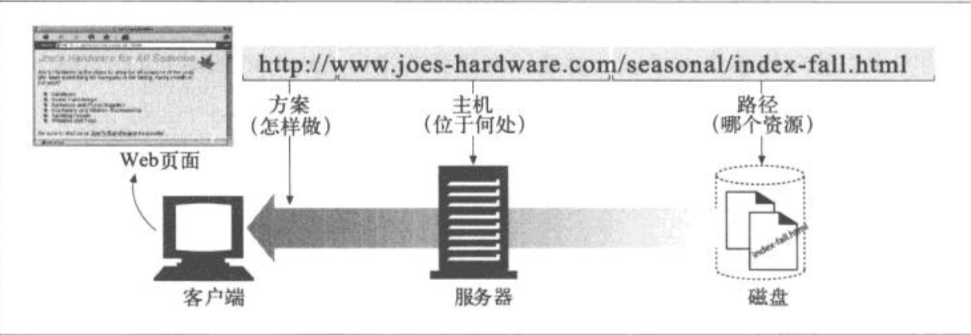 Joe's Hardware for All Seasons
http://www.joes-hardware.com/seasonal/index-fall.html
方案
(怎样做)
主机
(位于何处)
路径
(哪个资源)
Web页面
index-fall.html
客户端
服务器
磁盘